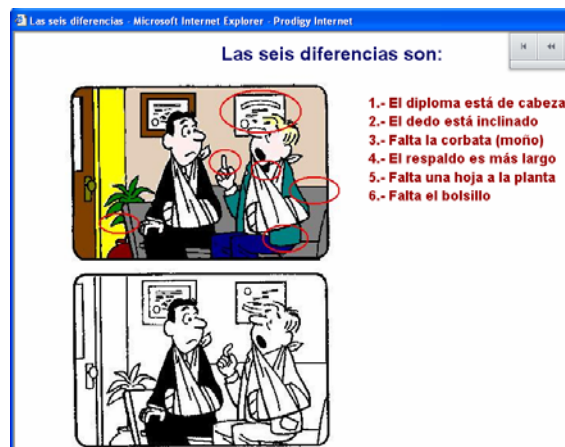 Las seis diferencias - Microsoft Internet Explorer - Prodigy Internet
Las seis diferencias son:
1.- El diploma está de cabeza
2.- El dedo está inclinado
3.- Falta la corbata (moño)
4.- El respaldo es más largo
5.- Falta una hoja a la planta
6.- Falta el bolsillo